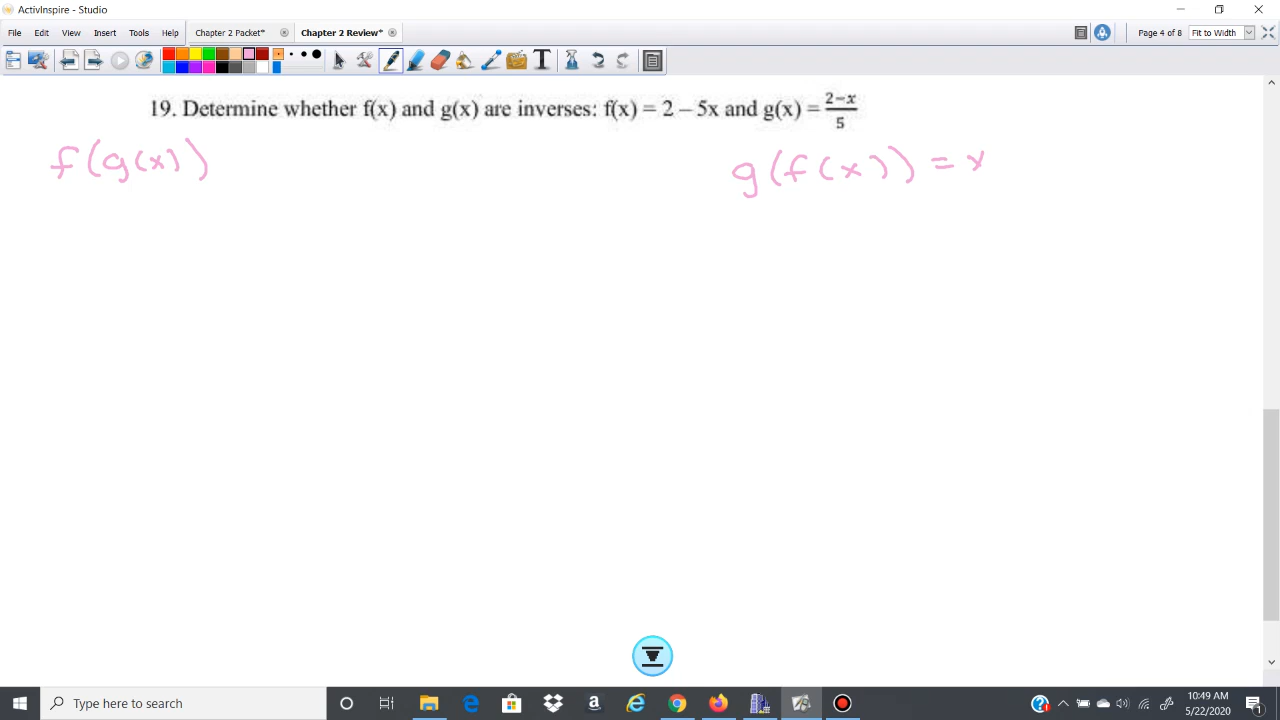 ActivInspire - Studio
File Edit View Insert Tools Help Chapter 2 Packet* Chapter 2 Review* Page 4 of 8 Fit to Width
19. Determine whether f(x) and g(x) are inverses: f(x) = 2 – 5x and g(x) = 2−x/5
f(g(x)) g(f(x)) = x
Type here to search
10:49 AM
5/22/2020